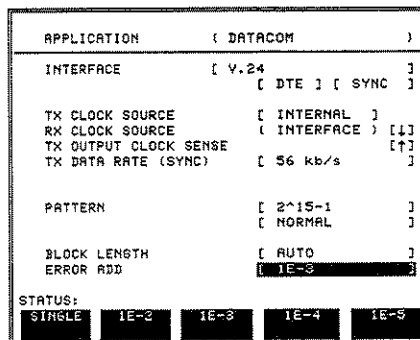 APPLICATION ( DATACOM )
INTERFACE [ V.24 ]
[ DTE ] [ SYNC ]
TX CLOCK SOURCE [ INTERNAL ]
RX CLOCK SOURCE ( INTERFACE ) [↓]
TX OUTPUT CLOCK SENSE [↑]
TX DATA RATE (SYNC) [ 56 kb/s ]
PATTERN [ 2^15-1 ]
[ NORMAL ]
BLOCK LENGTH [ AUTO ]
ERROR ADD [ 1E-3 ]
STATUS:
SINGLE 1E-2 1E-3 1E-4 1E-5